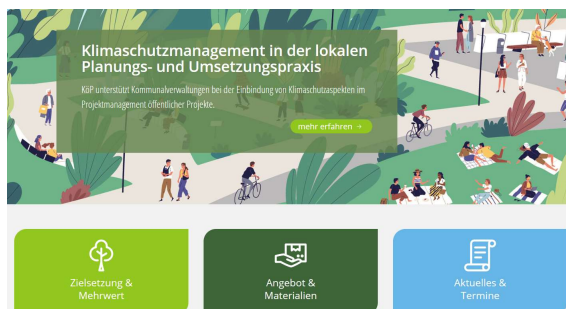 Klimaschutzmanagement in der lokalen
Planungs- und Umsetzungspraxis
KöP unterstützt Kommunalverwaltungen bei der Einbindung von Klimaschutzaspekten im
Projektmanagement öffentlicher Projekte.
mehr erfahren →
Zielsetzung &
Mehrwert
Angebot &
Materialien
Aktuelles &
Termine